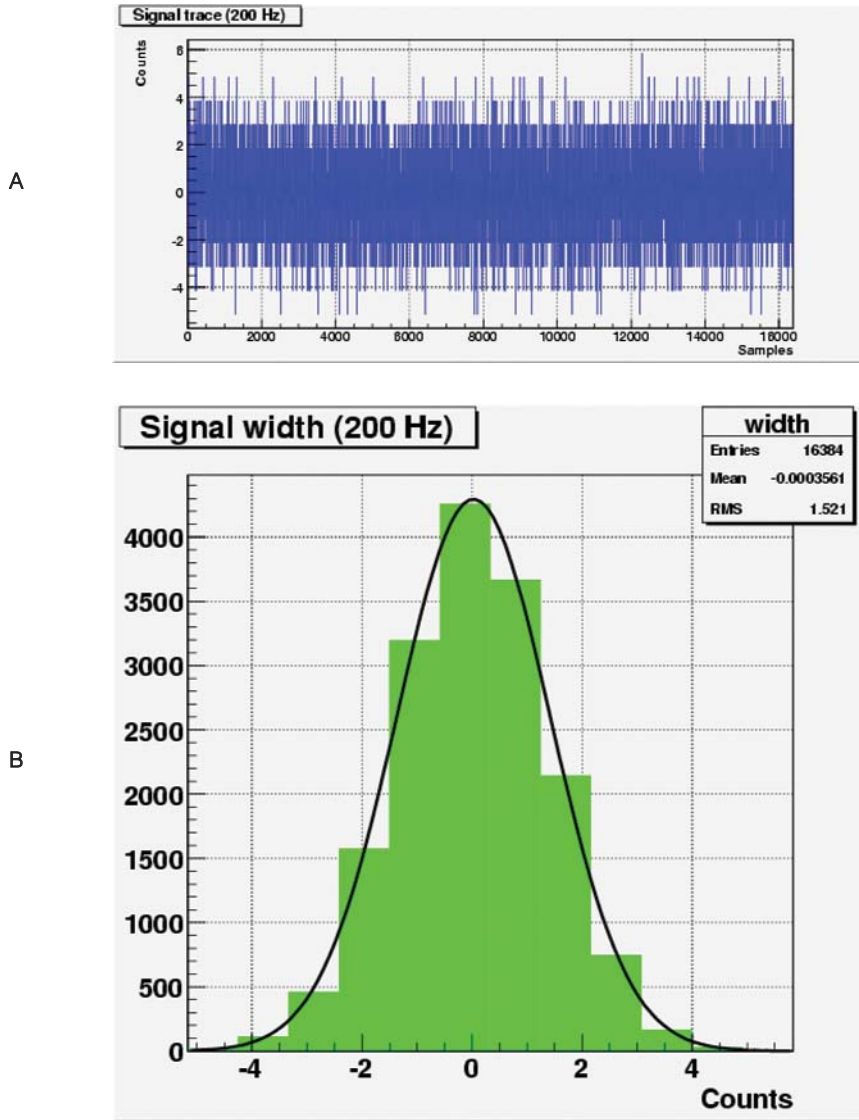 Signal trace (200 Hz)
Counts
6
4
2
0
-2
-4
0 2000 4000 6000 8000 10000 12000 14000 16000
Samples
A
Signal width (200 Hz)
width
Entries 16384
Mean -0.0003561
RMS 1.521
4000
3500
3000
2500
2000
1500
1000
500
0
-4 -2 0 2 4
Counts
B